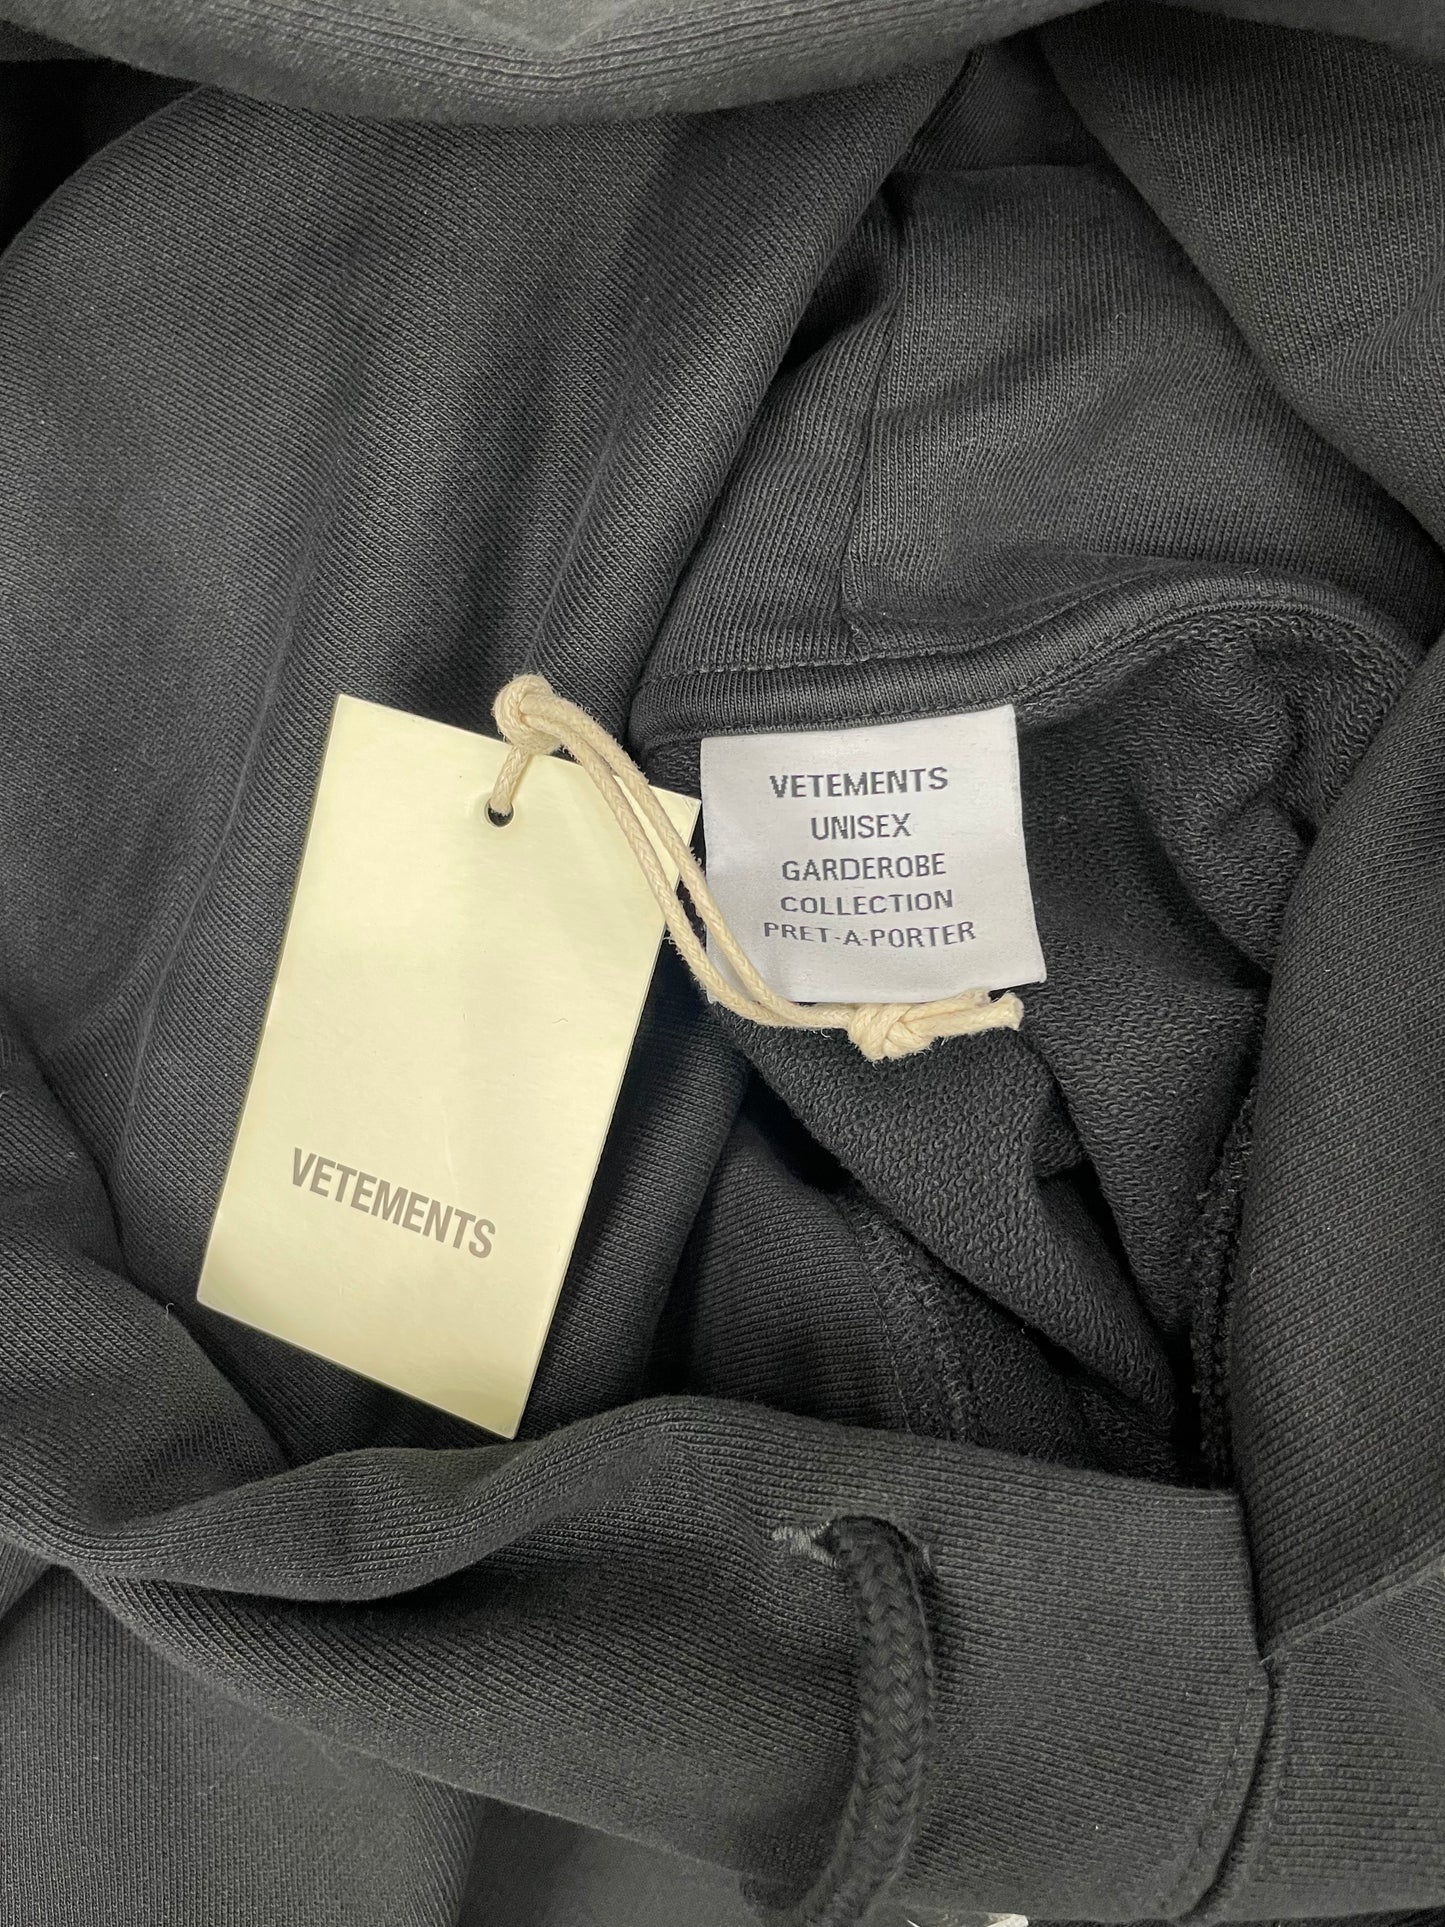 VETEMENTS
UNISEX
GARDEROBE
COLLECTION
PRET-A-PORTER
VETEMENTS